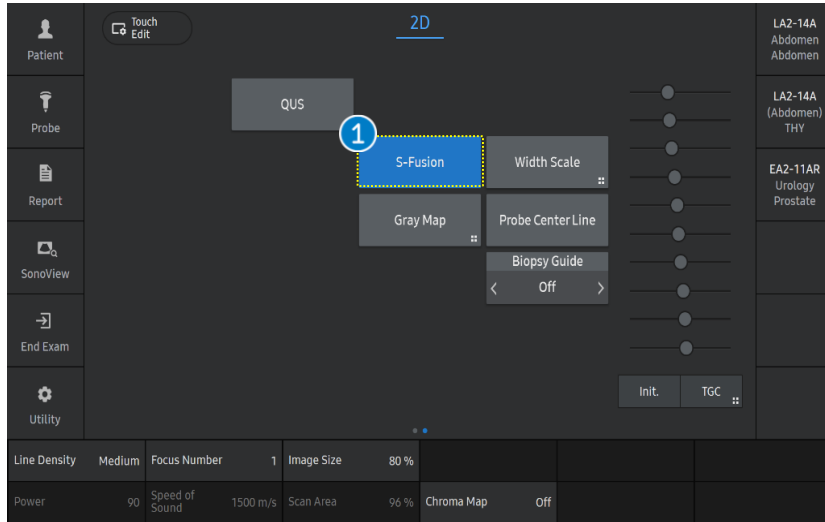 Touch
Edit
2D
Patient
Probe
Report
SonoView
End Exam
Utility
QUS
1
S-Fusion
Width Scale
Gray Map
Probe Center Line
Biopsy Guide
< Off >
Init.
TGC
LA2-14A
Abdomen
Abdomen
LA2-14A
(Abdomen)
THY
EA2-11AR
Urology
Prostate
Line Density Medium
Focus Number 1
Image Size 80 %
Power 90
Speed of
Sound 1500 m/s
Scan Area 96 %
Chroma Map Off